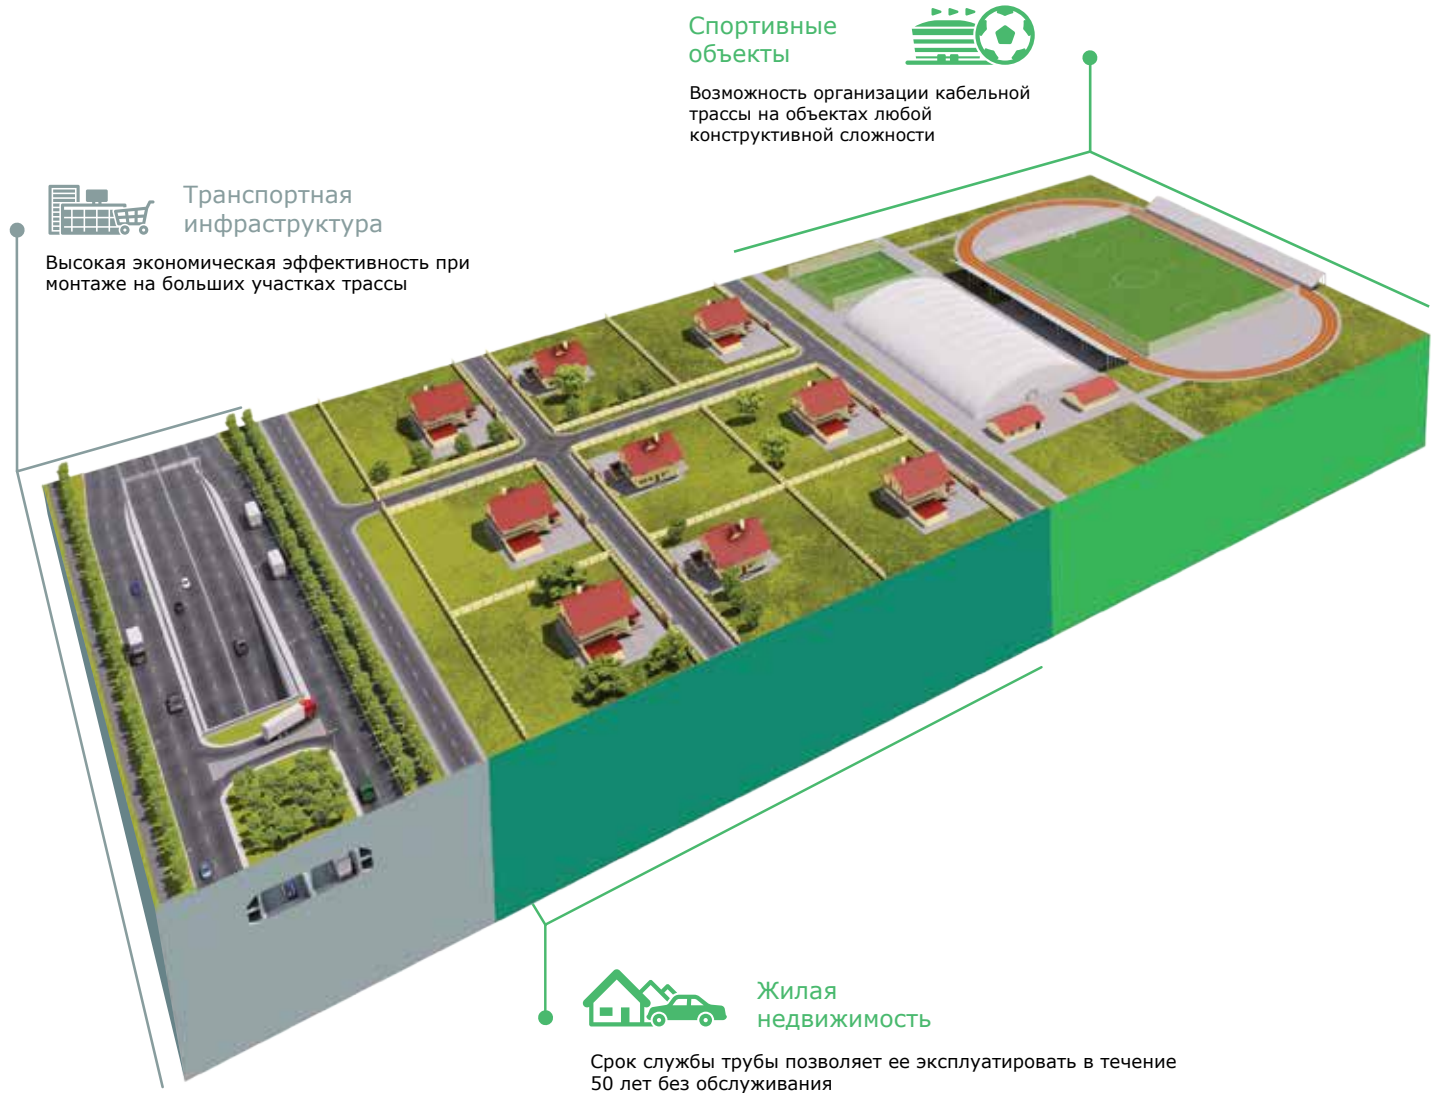 Спортивные
объекты
Возможность организации кабельной
трассы на объектах любой
конструктивной сложности
Транспортная
инфраструктура
Высокая экономическая эффективность при
монтаже на больших участках трассы
Жилая
недвижимость
Срок службы трубы позволяет ее эксплуатировать в течение
50 лет без обслуживания